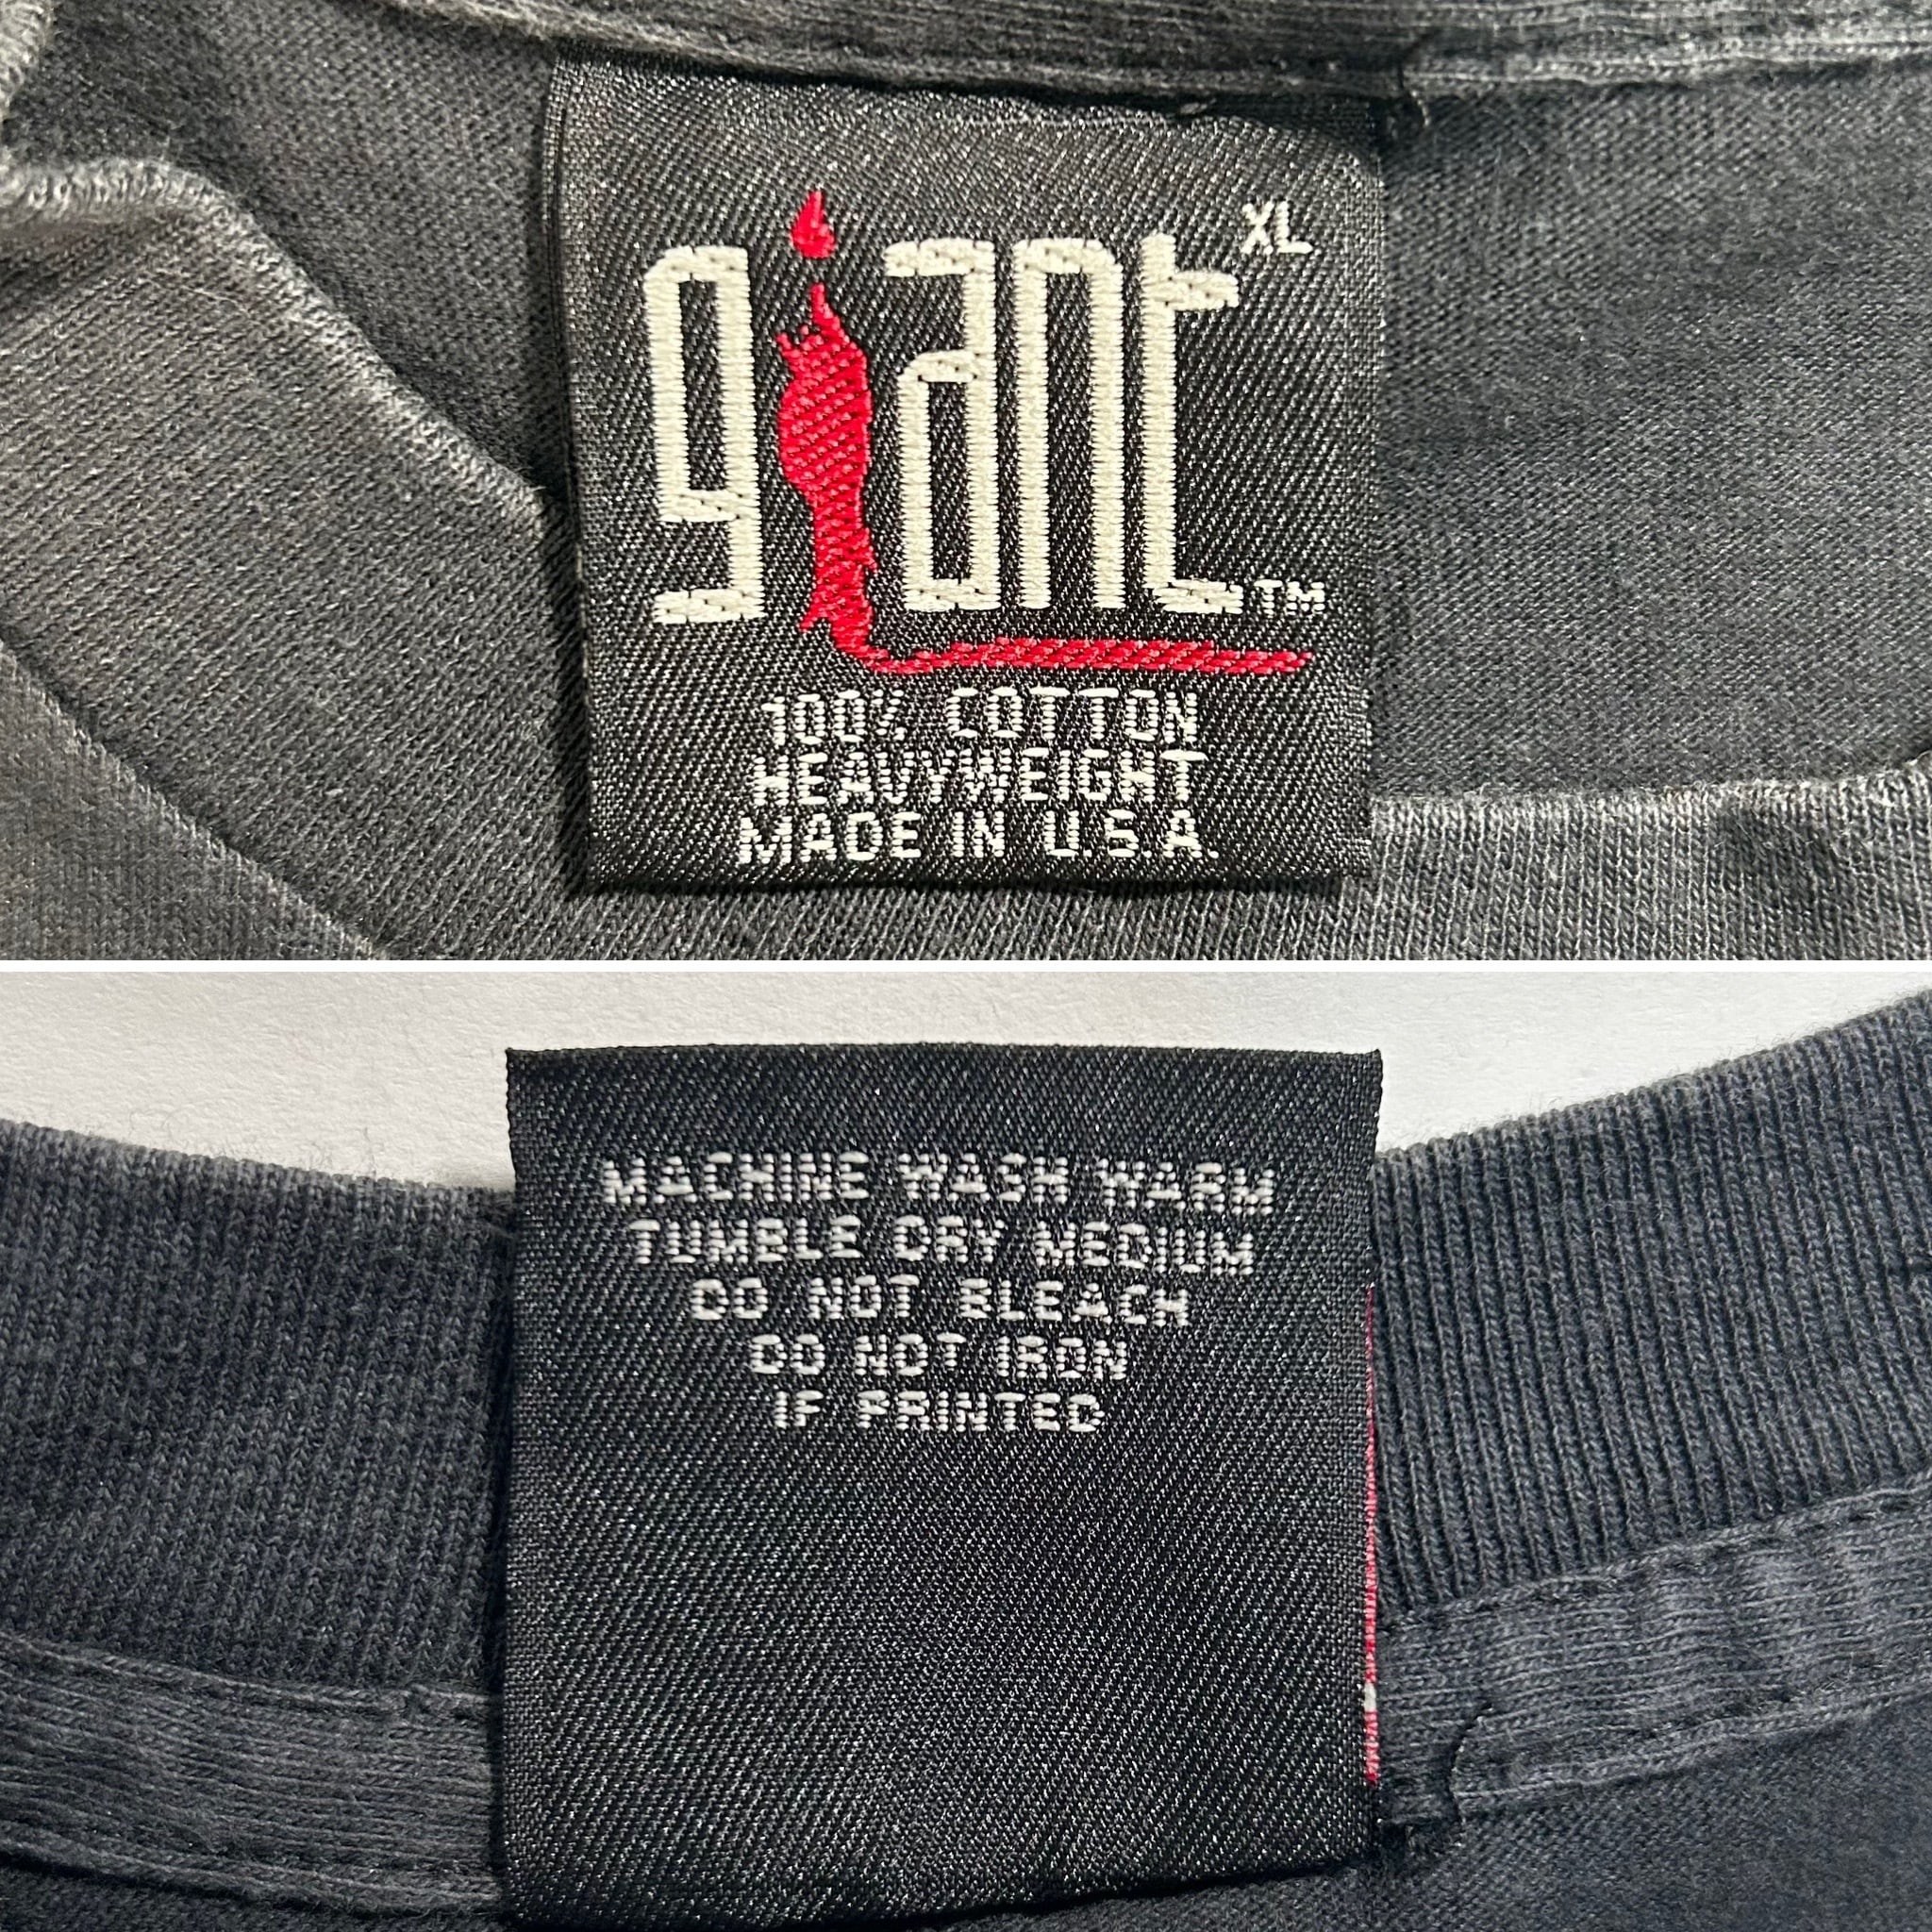 giant XL
TM
100% COTTON
HEAVYWEIGHT
MADE IN U.S.A.
MACHINE WASH WARM
TUMBLE DRY MEDIUM
DO NOT BLEACH
DO NOT IRON
IF PRINTED